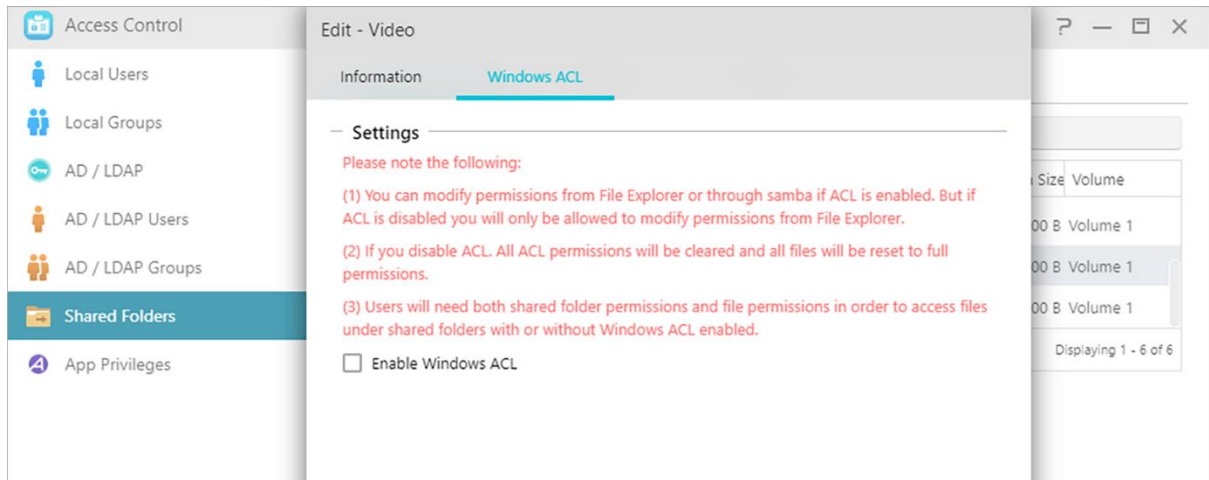 Access Control
Local Users
Local Groups
AD / LDAP
AD / LDAP Users
AD / LDAP Groups
Shared Folders
App Privileges
Edit - Video
Information
Windows ACL
Settings
Please note the following:
(1) You can modify permissions from File Explorer or through samba if ACL is enabled. But if
ACL is disabled you will only be allowed to modify permissions from File Explorer.
(2) If you disable ACL. All ACL permissions will be cleared and all files will be reset to full
permissions.
(3) Users will need both shared folder permissions and file permissions in order to access files
under shared folders with or without Windows ACL enabled.
Enable Windows ACL
Size Volume
00 B Volume 1
00 B Volume 1
00 B Volume 1
Displaying 1 - 6 of 6